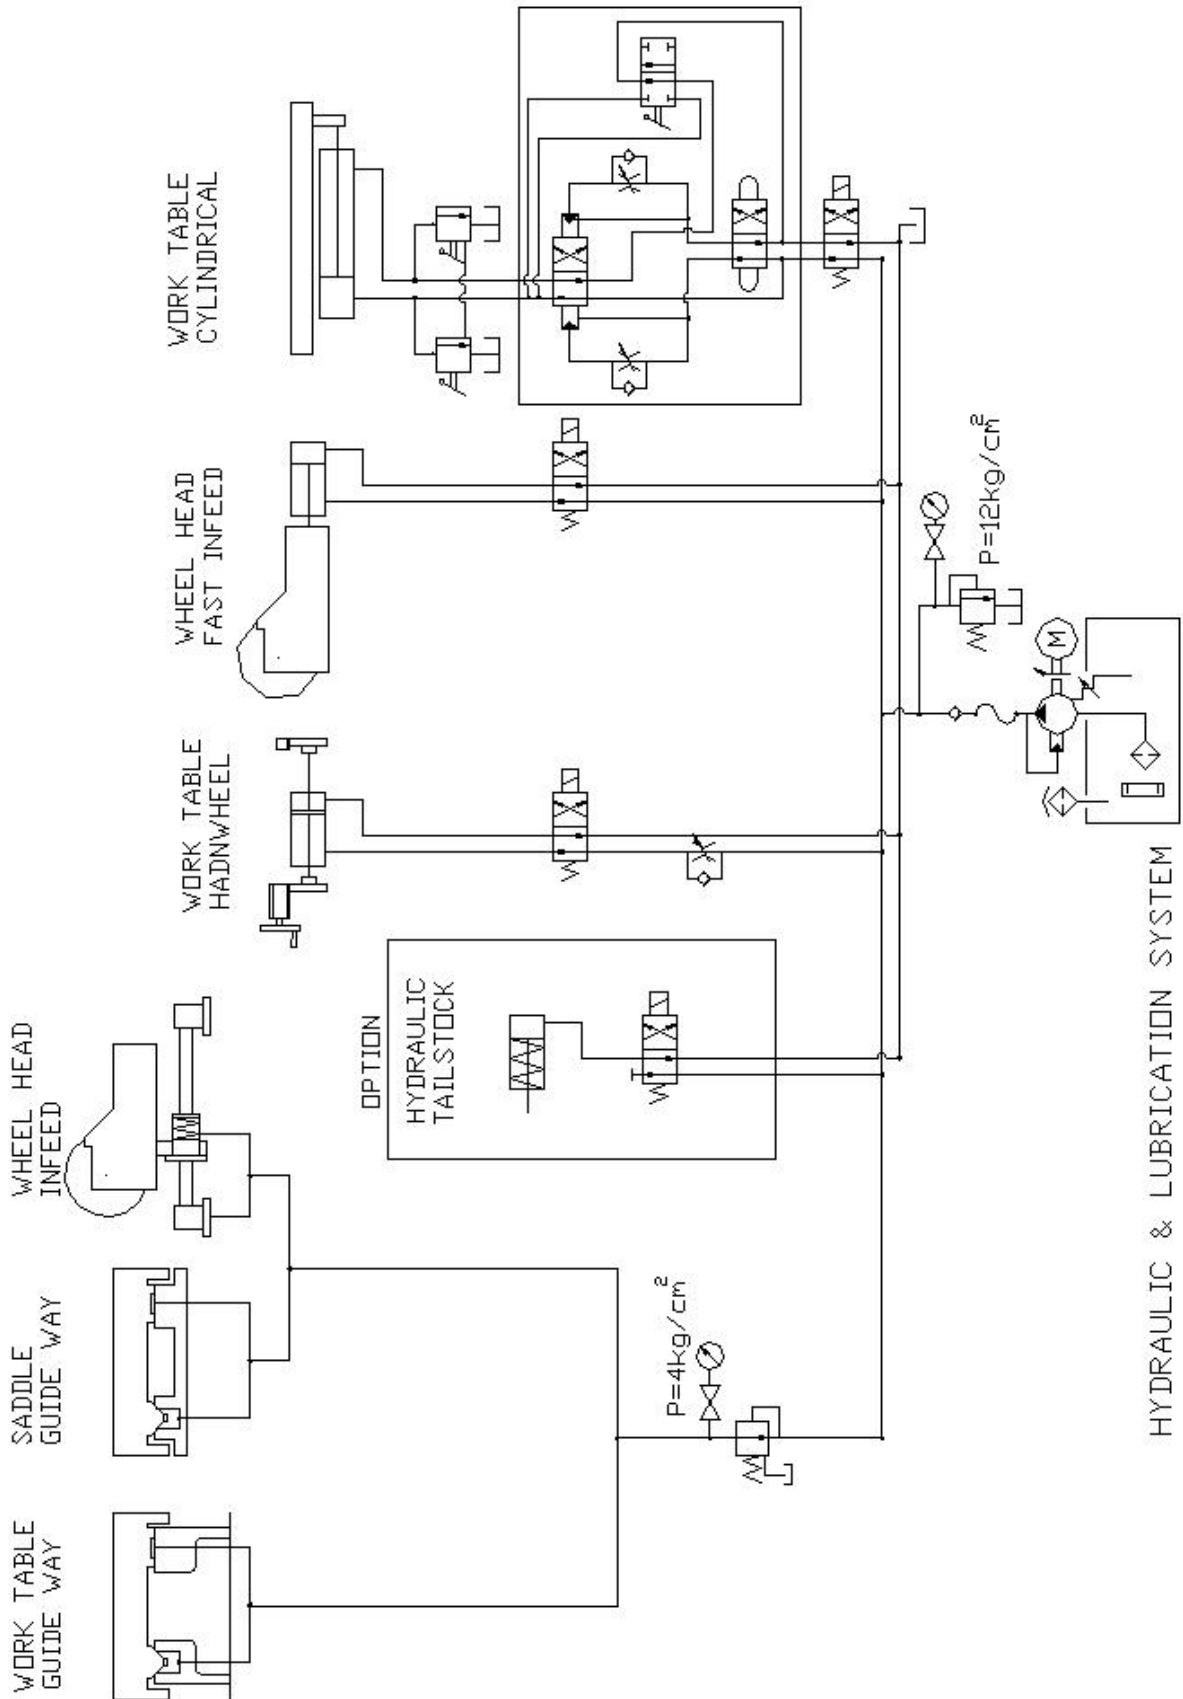 WORK TABLE
GUIDE WAY
SADDLE
GUIDE WAY
WHEEL HEAD
INFEED
WORK TABLE
HADNWHEEL
WHEEL HEAD
FAST INFEED
WORK TABLE
CYLINDRICAL
OPTION
HYDRAULIC
TAILSTOCK
P=4kg/cm²
P=12kg/cm²
M
HYDRAULIC & LUBRICATION SYSTEM